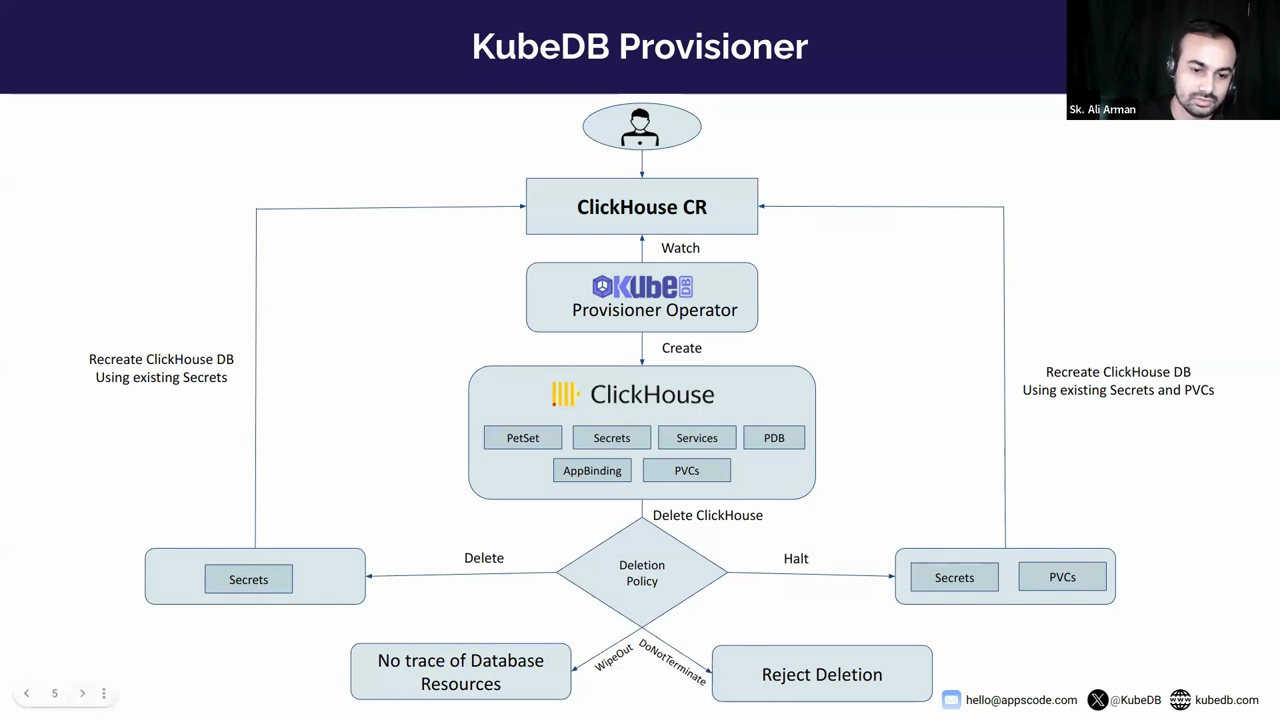 KubeDB Provisioner
Sk. Ali Arman
ClickHouse CR
Watch
KubeDB
Provisioner Operator
Create
Recreate ClickHouse DB
Using existing Secrets
Recreate ClickHouse DB
Using existing Secrets and PVCs
ClickHouse
PetSet
Secrets
Services
PDB
AppBinding
PVCs
Delete ClickHouse
Delete
Deletion
Policy
Halt
Secrets
Secrets
PVCs
WipeOut
DoNotTerminate
No trace of Database
Resources
Reject Deletion
5
hello@appscode.com
@KubeDB
kubedb.com